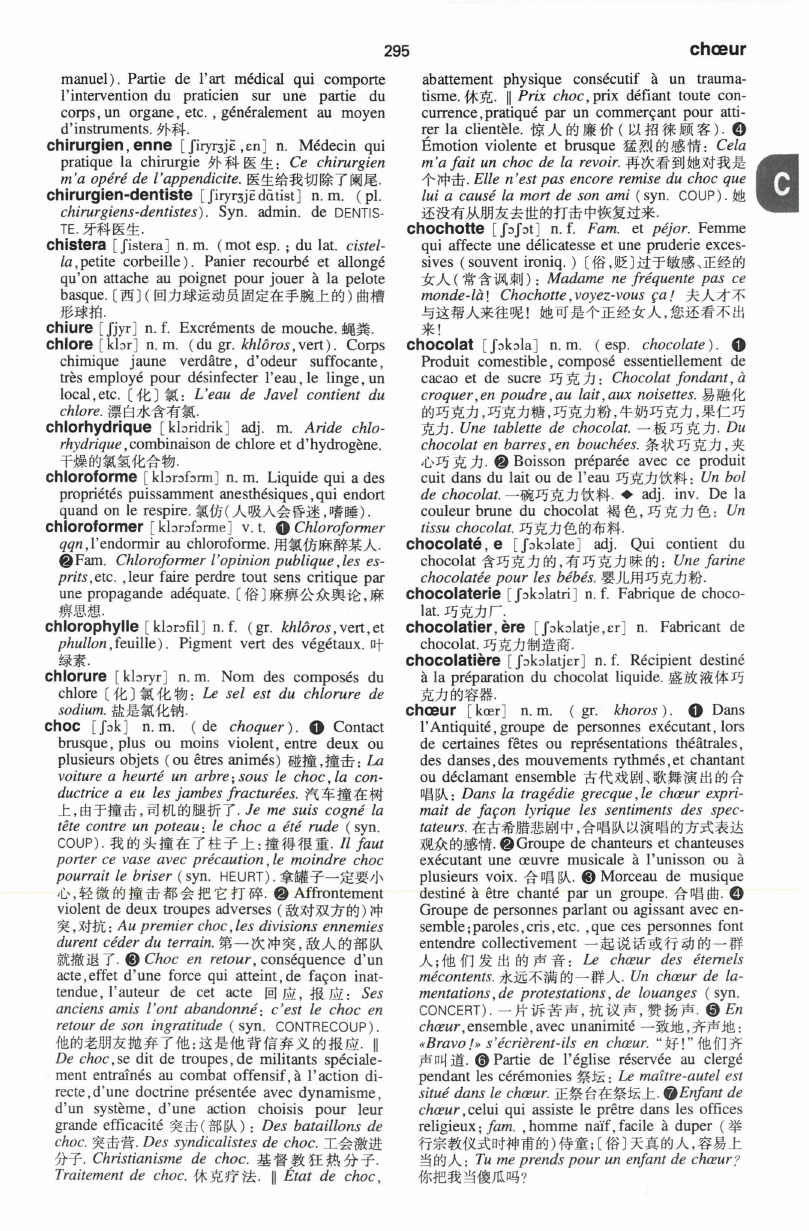 295
chœur
manuel). Partie de l'art médical qui comporte
l'intervention du praticien sur une partie du
corps, un organe, etc. , généralement au moyen
d'instruments. 外科.
chirurgien, enne [ʃiryrʒjɛ̃, ɛn] n. Médecin qui
pratique la chirurgie 外科医生: Ce chirurgien
m'a opéré de l'appendicite. 医生给我切除了阑尾.
chirurgien-dentiste [ʃiryrʒjɛ̃dɑ̃tist] n. m. (pl.
chirurgiens-dentistes). Syn. admin. de DENTIS-
TE. 牙科医生.
chistera [ʃistera] n. m. (mot esp. ; du lat. cistel-
la, petite corbeille). Panier recourbé et allongé
qu'on attache au poignet pour jouer à la pelote
basque. 〔西〕(回力球运动员固定在手腕上的)曲槽
形球拍.
chiure [ʃjyr] n. f. Excréments de mouche. 蝇粪.
chlore [klɔr] n. m. (du gr. khlôros, vert). Corps
chimique jaune verdâtre, d'odeur suffocante,
très employé pour désinfecter l'eau, le linge, un
local, etc. 〔化〕氯: L'eau de Javel contient du
chlore. 漂白水含有氯.
chlorhydrique [klɔridrik] adj. m. Aride chlo-
rhydrique, combinaison de chlore et d'hydrogène.
干燥的氯氢化合物.
chloroforme [klɔrɔfɔrm] n. m. Liquide qui a des
propriétés puissamment anesthésiques, qui endort
quand on le respire. 氯仿(人吸入会昏迷,嗜睡).
chloroformer [klɔrɔfɔrme] v. t. ❶ Chloroformer
qqn, l'endormir au chloroforme. 用氯仿麻醉某人.
❷Fam. Chloroformer l'opinion publique, les es-
prits, etc. , leur faire perdre tout sens critique par
une propagande adéquate. 〔俗〕麻痹公众舆论,麻
痹思想.
chlorophylle [klɔrɔfil] n. f. (gr. khlôros, vert, et
phullon, feuille). Pigment vert des végétaux. 叶
绿素.
chlorure [klɔryr] n. m. Nom des composés du
chlore 〔化〕氯化物: Le sel est du chlorure de
sodium. 盐是氯化钠.
choc [ʃɔk] n. m. (de choquer). ❶ Contact
brusque, plus ou moins violent, entre deux ou
plusieurs objets (ou êtres animés) 碰撞,撞击: La
voiture a heurté un arbre; sous le choc, la con-
ductrice a eu les jambes fracturées. 汽车撞在树
上,由于撞击,司机的腿折了. Je me suis cogné la
tête contre un poteau: le choc a été rude (syn.
COUP). 我的头撞在了柱子上:撞得很重. Il faut
porter ce vase avec précaution, le moindre choc
pourrait le briser (syn. HEURT). 拿罐子一定要小
心,轻微的撞击都会把它打碎. ❷ Affrontement
violent de deux troupes adverses (敌对双方的)冲
突,对抗: Au premier choc, les divisions ennemies
durent céder du terrain. 第一次冲突,敌人的部队
就撤退了. ❸ Choc en retour, conséquence d'un
acte, effet d'une force qui atteint, de façon inat-
tendue, l'auteur de cet acte 回应, 报应: Ses
anciens amis l'ont abandonné: c'est le choc en
retour de son ingratitude (syn. CONTRECOUP).
他的老朋友抛弃了他:这是他背信弃义的报应. ‖
De choc, se dit de troupes, de militants spéciale-
ment entraînés au combat offensif, à l'action di-
recte, d'une doctrine présentée avec dynamisme,
d'un système, d'une action choisis pour leur
grande efficacité 突击(部队): Des bataillons de
choc. 突击营. Des syndicalistes de choc. 工会激进
分子. Christianisme de choc. 基督教狂热分子.
Traitement de choc. 休克疗法. ‖ État de choc,
abattement physique consécutif à un trauma-
tisme. 休克. ‖ Prix choc, prix défiant toute con-
currence, pratiqué par un commerçant pour atti-
rer la clientèle. 惊人的廉价(以招徕顾客). ❹
Émotion violente et brusque 猛烈的感情: Cela
m'a fait un choc de la revoir. 再次看到她对我是
个冲击. Elle n'est pas encore remise du choc que
lui a causé la mort de son ami (syn. COUP). 她
还没有从朋友去世的打击中恢复过来.
C
chochotte [ʃɔʃɔt] n. f. Fam. et péjor. Femme
qui affecte une délicatesse et une pruderie exces-
sives (souvent ironiq. ) 〔俗,贬〕过于敏感、正经的
女人(常含讽刺): Madame ne fréquente pas ce
monde-là! Chochotte, voyez-vous ça! 夫人才不
与这帮人来往呢! 她可是个正经女人,您还看不出
来!
chocolat [ʃɔkɔla] n. m. (esp. chocolate). ❶
Produit comestible, composé essentiellement de
cacao et de sucre 巧克力: Chocolat fondant, à
croquer, en poudre, au lait, aux noisettes. 易融化
的巧克力,巧克力糖,巧克力粉,牛奶巧克力,果仁巧
克力. Une tablette de chocolat. 一板巧克力. Du
chocolat en barres, en bouchées. 条状巧克力,夹
心巧克力. ❷ Boisson préparée avec ce produit
cuit dans du lait ou de l'eau 巧克力饮料: Un bol
de chocolat. 一碗巧克力饮料. ◆ adj. inv. De la
couleur brune du chocolat 褐色, 巧克力色: Un
tissu chocolat. 巧克力色的布料.
chocolaté, e [ʃɔkɔlate] adj. Qui contient du
chocolat 含巧克力的,有巧克力味的: Une farine
chocolatée pour les bébés. 婴儿用巧克力粉.
chocolaterie [ʃɔkɔlatri] n. f. Fabrique de choco-
lat. 巧克力厂.
chocolatier, ère [ʃɔkɔlatje, ɛr] n. Fabricant de
chocolat. 巧克力制造商.
chocolatière [ʃɔkɔlatjɛr] n. f. Récipient destiné
à la préparation du chocolat liquide. 盛放液体巧
克力的容器.
chœur [kœr] n. m. ( gr. khoros ). ❶ Dans
l'Antiquité, groupe de personnes exécutant, lors
de certaines fêtes ou représentations théâtrales,
des danses, des mouvements rythmés, et chantant
ou déclamant ensemble 古代戏剧、歌舞演出的合
唱队: Dans la tragédie grecque, le chœur expri-
mait de façon lyrique les sentiments des spec-
tateurs. 在古希腊悲剧中,合唱队以演唱的方式表达
观众的感情. ❷Groupe de chanteurs et chanteuses
exécutant une œuvre musicale à l'unisson ou à
plusieurs voix. 合唱队. ❸ Morceau de musique
destiné à être chanté par un groupe. 合唱曲. ❹
Groupe de personnes parlant ou agissant avec en-
semble; paroles, cris, etc. , que ces personnes font
entendre collectivement 一起说话或行动的一群
人;他们发出的声音: Le chœur des éternels
mécontents. 永远不满的一群人. Un chœur de la-
mentations, de protestations, de louanges (syn.
CONCERT). 一片诉苦声,抗议声,赞扬声. ❺ En
chœur, ensemble, avec unanimité 一致地,齐声地:
«Bravo!» s'écrièrent-ils en chœur. “好!”他们齐
声叫道. ❻ Partie de l'église réservée au clergé
pendant les cérémonies 祭坛: Le maître-autel est
situé dans le chœur. 正祭台在祭坛上. ❼Enfant de
chœur, celui qui assiste le prêtre dans les offices
religieux; fam. , homme naïf, facile à duper (举
行宗教仪式时神甫的)侍童;〔俗〕天真的人,容易上
当的人: Tu me prends pour un enfant de chœur?
你把我当傻瓜吗?